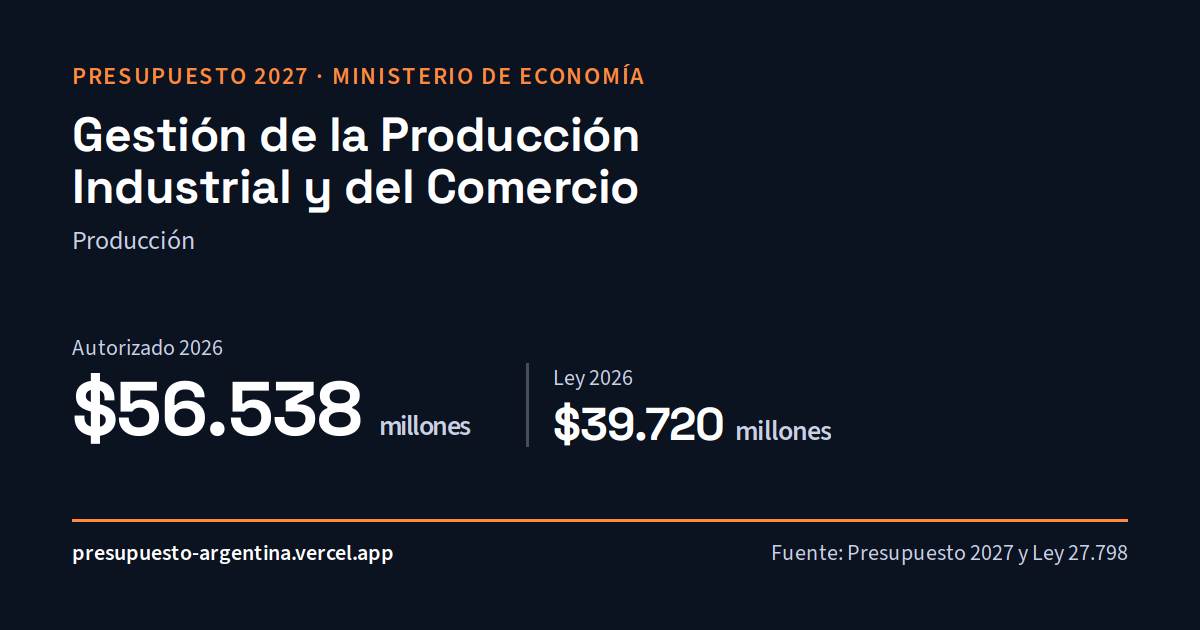 PRESUPUESTO 2027 · MINISTERIO DE ECONOMÍA
Gestión de la Producción
Industrial y del Comercio
Producción
Autorizado 2026
$56.538 millones
Ley 2026
$39.720 millones
presupuesto-argentina.vercel.app
Fuente: Presupuesto 2027 y Ley 27.798